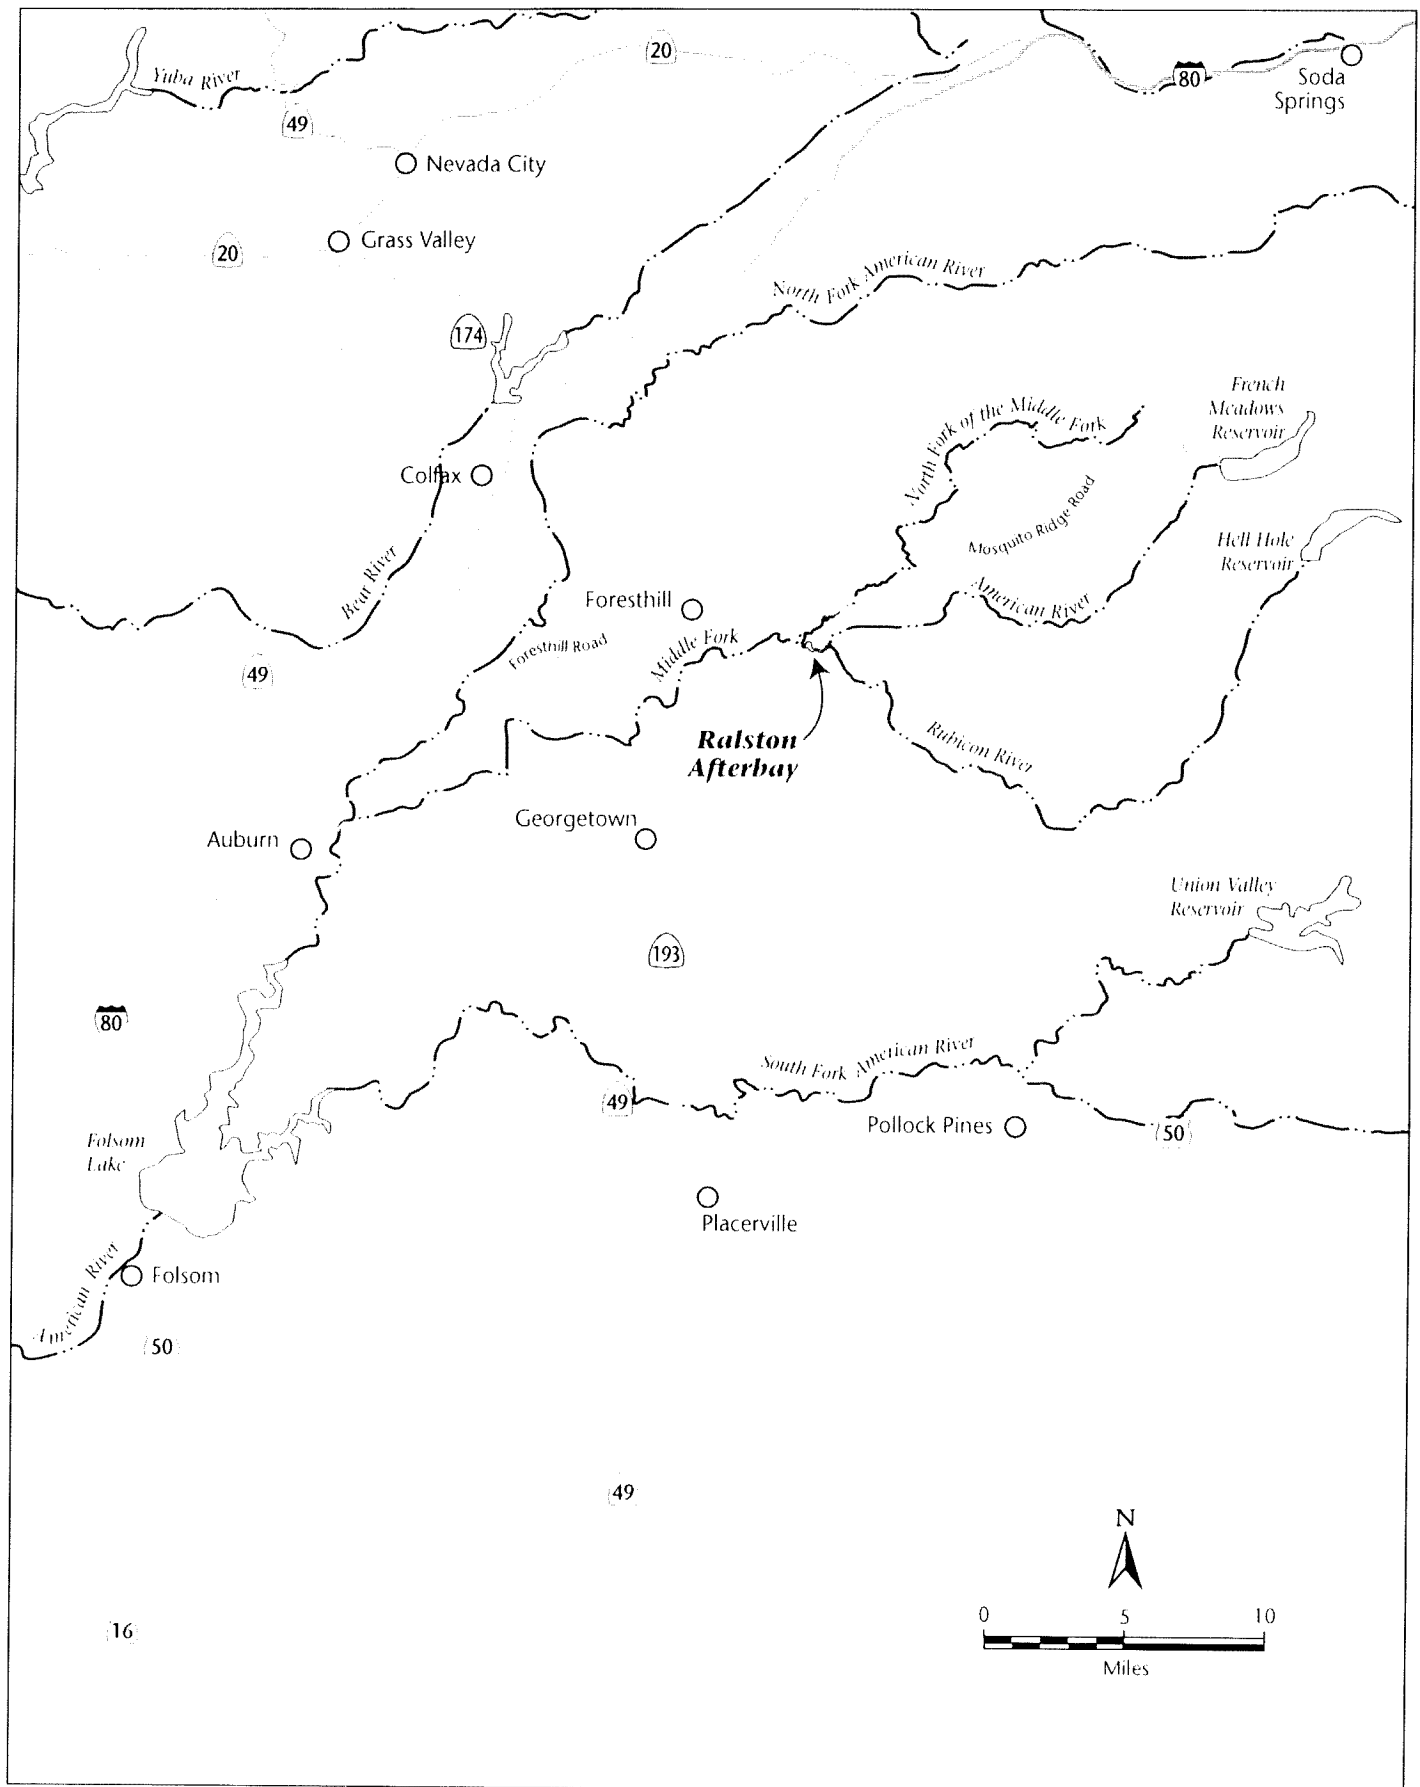 Yuba River
20
80
Soda
Springs
49
Nevada City
20
Grass Valley
North Fork American River
174
French
Meadows
Reservoir
North Fork of the Middle Fork
Colfax
Mosquito Ridge Road
Hell Hole
Reservoir
Bear River
American River
Foresthill
Foresthill Road
Middle Fork
49
Ralston
Afterbay
Rubicon River
Georgetown
Auburn
Union Valley
Reservoir
193
80
South Fork American River
49
Pollock Pines
50
Folsom
Lake
Placerville
American River
Folsom
50
49
N
16
0 5 10
Miles